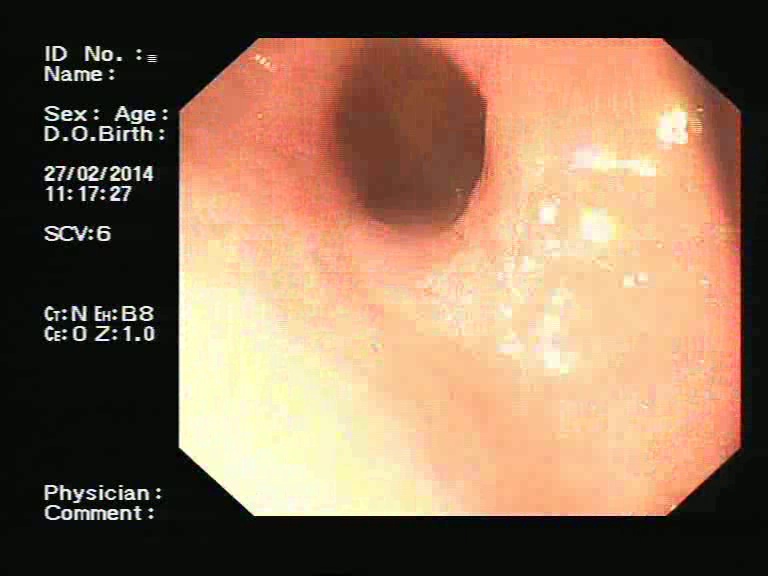 ID No. :
Name:
Sex: Age:
D.O.Birth:
27/02/2014
11:17:27
SCV:6
CT:N EH:B8
CE:0 Z:1.0
Physician:
Comment: